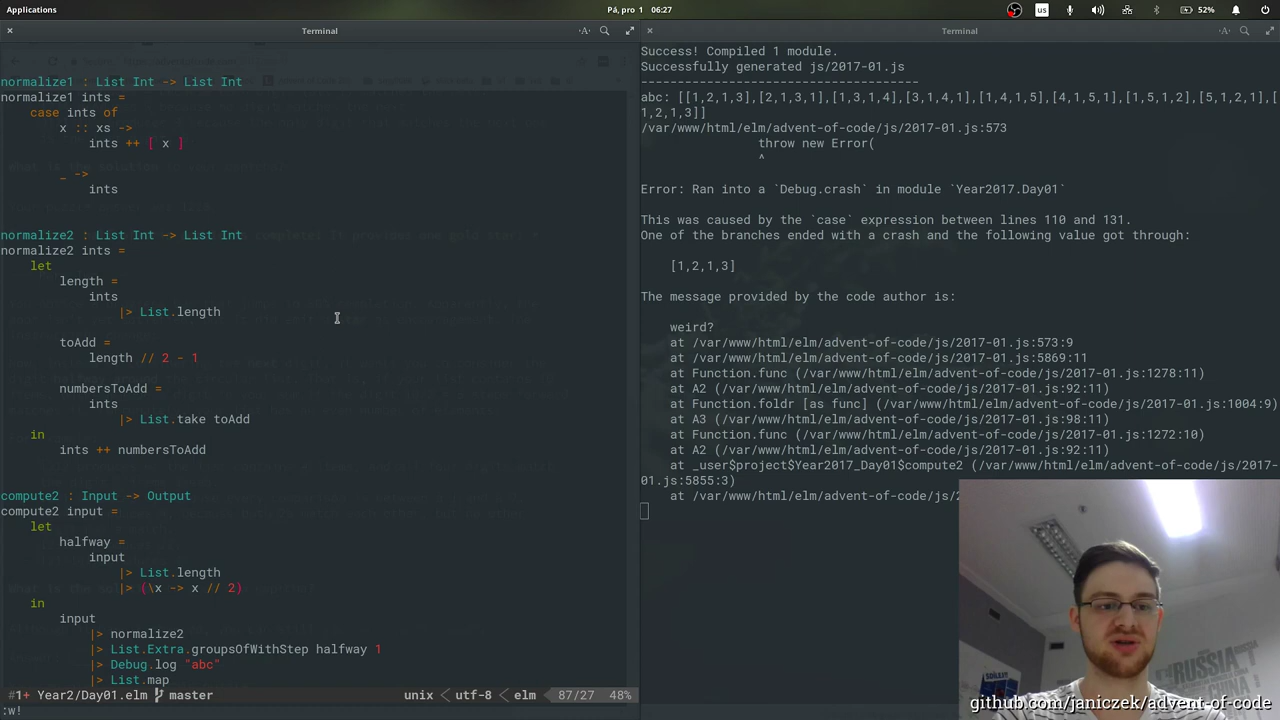 Applications
Pá, pro 1 06:27
us
52%
Terminal
normalize1 : List Int -> List Int
normalize1 ints =
case ints of
x :: xs ->
ints ++ [ x ]
_ ->
ints
normalize2 : List Int -> List Int
normalize2 ints =
let
length =
ints
|> List.length
toAdd =
length // 2 - 1
numbersToAdd =
ints
|> List.take toAdd
in
ints ++ numbersToAdd
compute2 : Input -> Output
compute2 input =
let
halfway =
input
|> List.length
|> (\x -> x // 2)
in
input
|> normalize2
|> List.Extra.groupsOfWithStep halfway 1
|> Debug.log "abc"
|> List.map
#1+ Year2/Day01.elm master unix < utf-8 < elm 87/27 48%
:w!
Terminal
Success! Compiled 1 module.
Successfully generated js/2017-01.js
--------------------------------------
abc: [[1,2,1,3],[2,1,3,1],[1,3,1,4],[3,1,4,1],[1,4,1,5],[4,1,5,1],[1,5,1,2],[5,1,2,1],[
1,2,1,3]]
/var/www/html/elm/advent-of-code/js/2017-01.js:573
throw new Error(
^
Error: Ran into a `Debug.crash` in module `Year2017.Day01`
This was caused by the `case` expression between lines 110 and 131.
One of the branches ended with a crash and the following value got through:
[1,2,1,3]
The message provided by the code author is:
weird?
at /var/www/html/elm/advent-of-code/js/2017-01.js:573:9
at /var/www/html/elm/advent-of-code/js/2017-01.js:5869:11
at Function.func (/var/www/html/elm/advent-of-code/js/2017-01.js:1278:11)
at A2 (/var/www/html/elm/advent-of-code/js/2017-01.js:92:11)
at Function.foldr [as func] (/var/www/html/elm/advent-of-code/js/2017-01.js:1004:9)
at A3 (/var/www/html/elm/advent-of-code/js/2017-01.js:98:11)
at Function.func (/var/www/html/elm/advent-of-code/js/2017-01.js:1272:10)
at A2 (/var/www/html/elm/advent-of-code/js/2017-01.js:92:11)
at _user$project$Year2017_Day01$compute2 (/var/www/html/elm/advent-of-code/js/2017-
01.js:5855:3)
at /var/www/html/elm/advent-of-code/js/2
RUSSIA
github.com/janiczek/advent-of-code